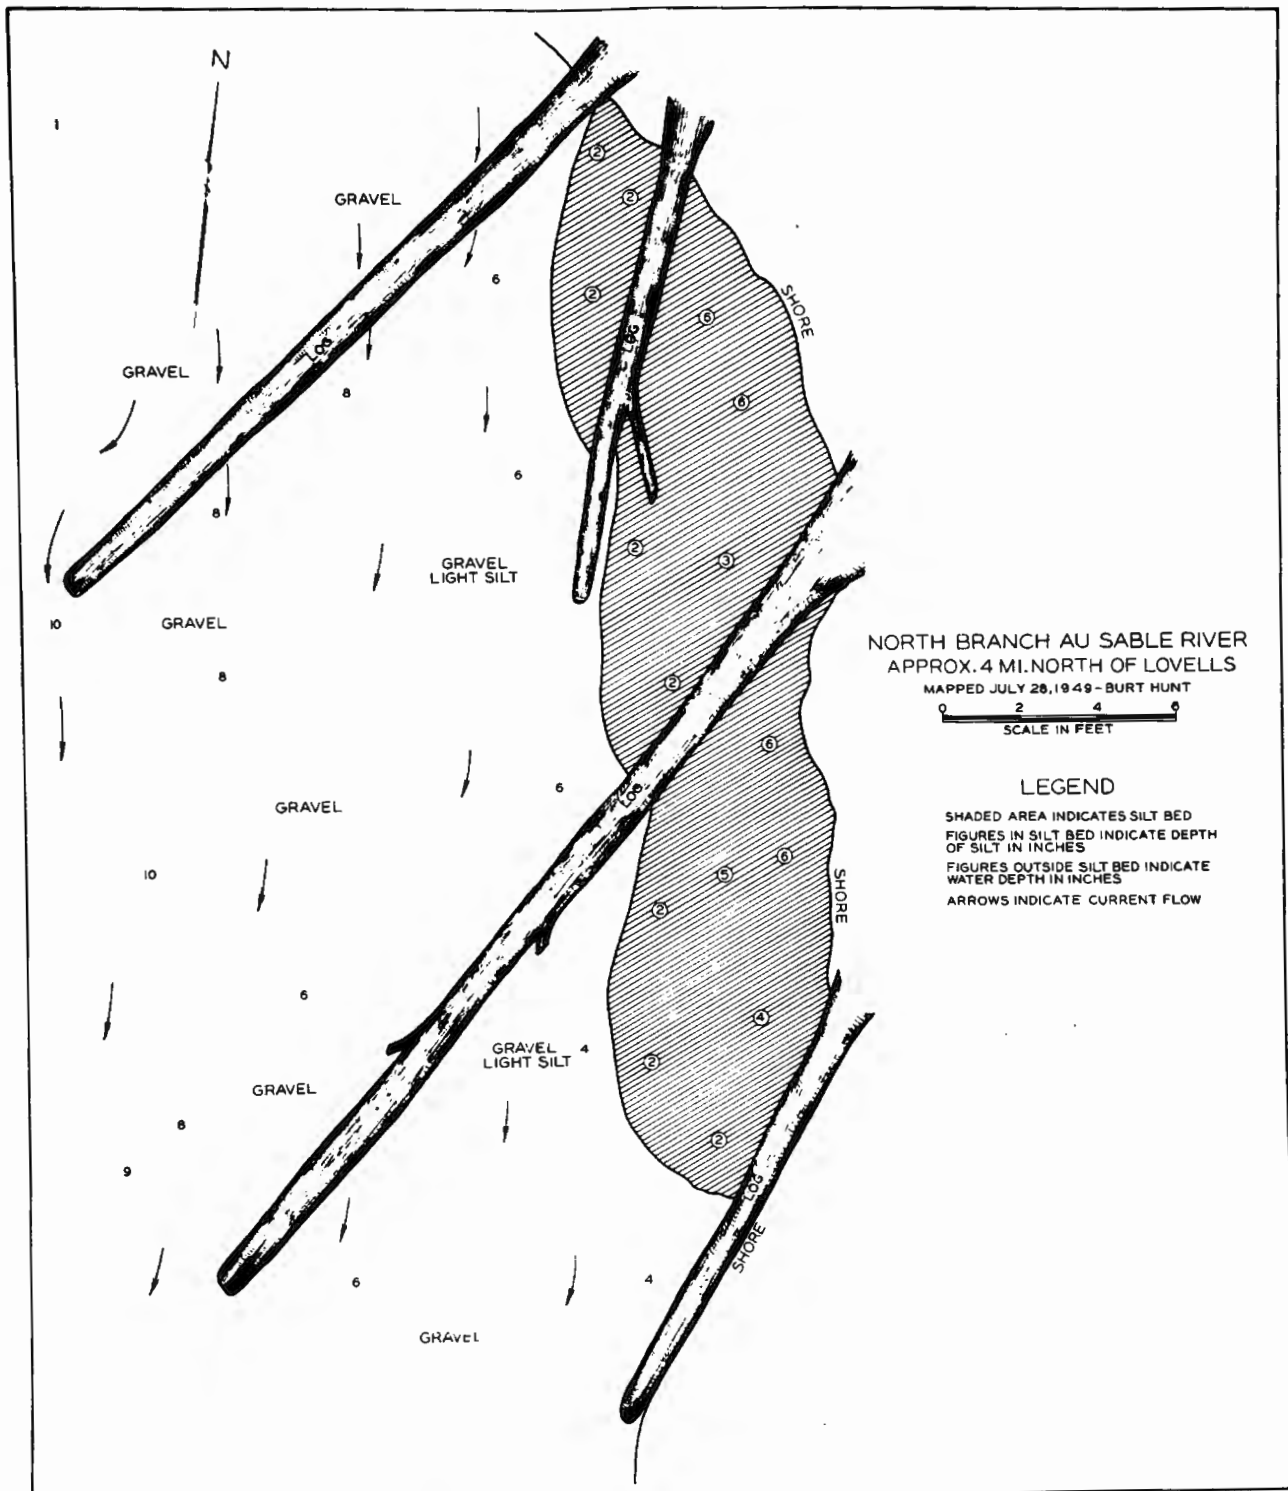 N
1
GRAVEL
6
LOG
GRAVEL
8
6
8
GRAVEL
LIGHT SILT
10
GRAVEL
8
GRAVEL
6
10
6
GRAVEL
LIGHT SILT
4
GRAVEL
8
9
6
4
GRAVEL
2
2
2
LOG
6
6
SHORE
2
3
2
LOG
6
6
5
2
SHORE
4
2
2
LOG
SHORE
NORTH BRANCH AU SABLE RIVER
APPROX. 4 MI. NORTH OF LOVELLS
MAPPED JULY 28, 1949 - BURT HUNT
0 2 4 6
SCALE IN FEET
LEGEND
SHADED AREA INDICATES SILT BED
FIGURES IN SILT BED INDICATE DEPTH
OF SILT IN INCHES
FIGURES OUTSIDE SILT BED INDICATE
WATER DEPTH IN INCHES
ARROWS INDICATE CURRENT FLOW